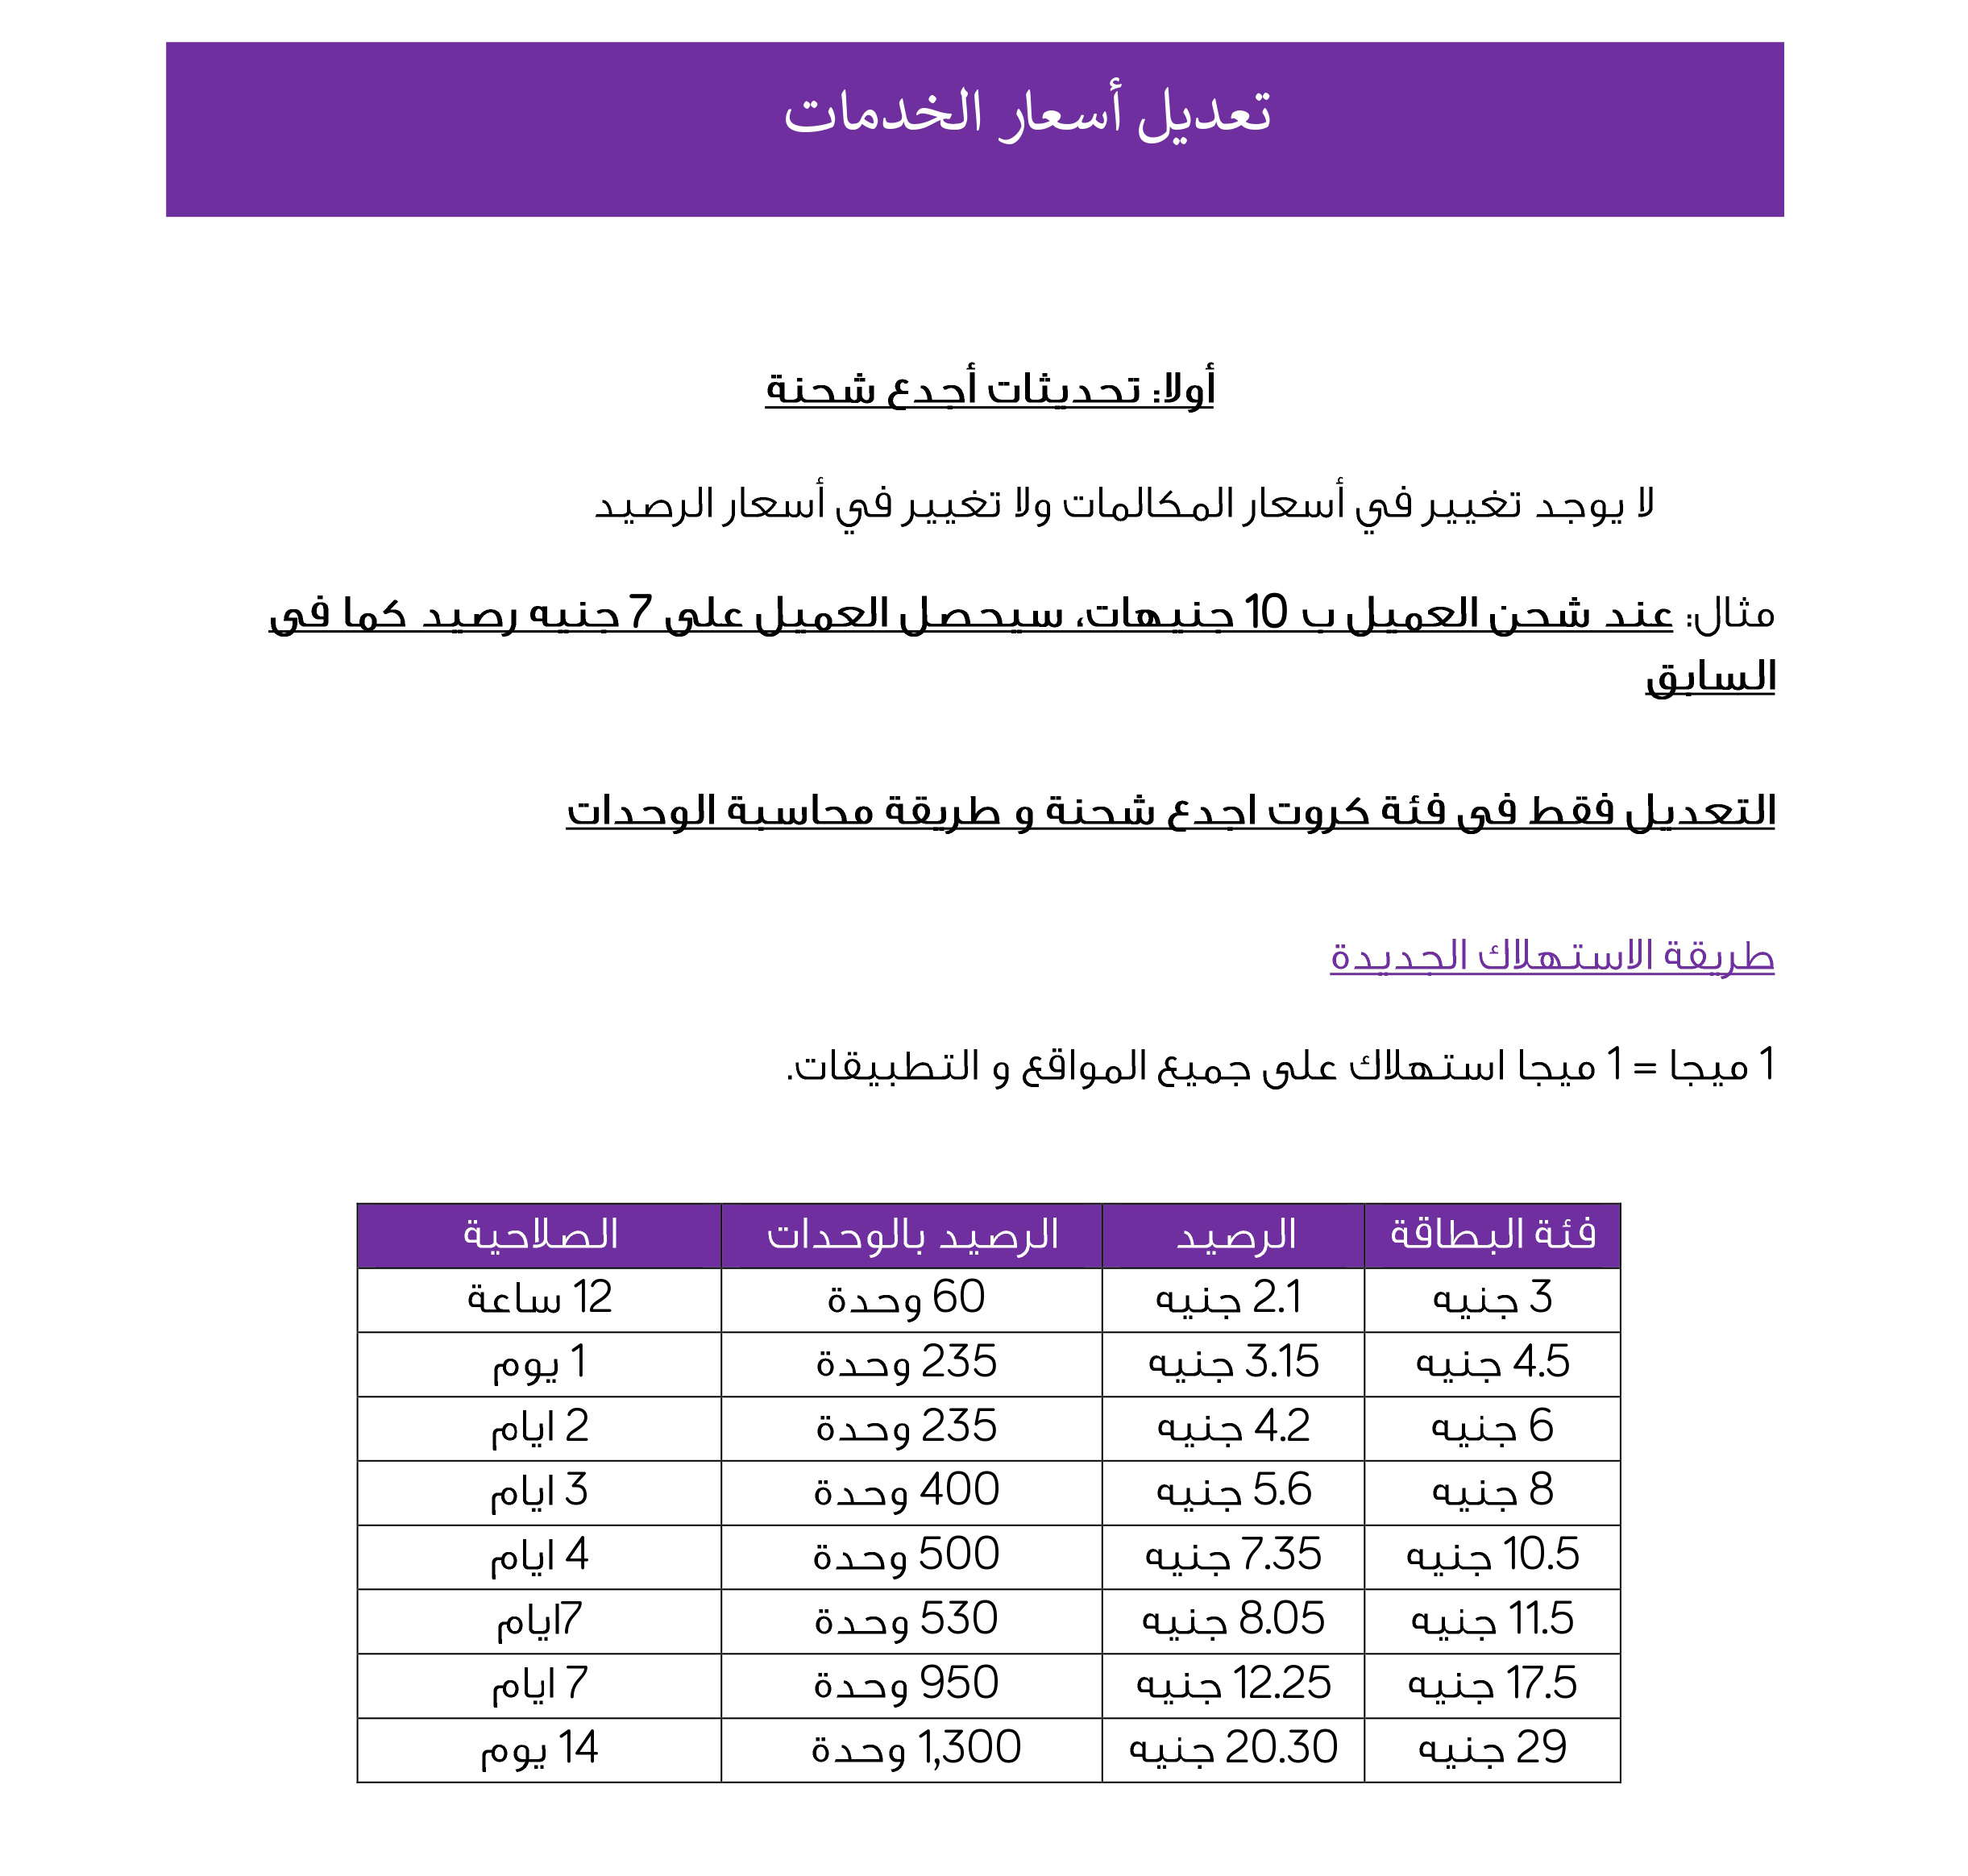 تعديل أسعار الخدمات
أولا: تحديثات أجدع شحنة
لا يوجد تغيير في أسعار المكالمات ولا تغيير في أسعار الرصيد
مثال: عند شحن العميل ب 10 جنيهات، سيحصل العميل على 7 جنيه رصيد كما فى
السابق
التعديل فقط فى فئة كروت اجدع شحنة و طريقة محاسبة الوحدات
طريقة الاستهلاك الجديدة
1 ميجا = 1 ميجا استهلاك على جميع المواقع و التطبيقات.
فئة البطاقة الرصيد الرصيد بالوحدات الصلاحية
3 جنيه 2.1 جنيه 60 وحدة 12 ساعة
4.5 جنيه 3.15 جنيه 235 وحدة 1 يوم
6 جنيه 4.2 جنيه 235 وحدة 2 ايام
8 جنيه 5.6 جنيه 400 وحدة 3 ايام
10.5 جنيه 7.35 جنيه 500 وحدة 4 ايام
11.5 جنيه 8.05 جنيه 530 وحدة 7ايام
17.5 جنيه 12.25 جنيه 950 وحدة 7 ايام
29 جنيه 20.30 جنيه 1,300 وحدة 14 يوم